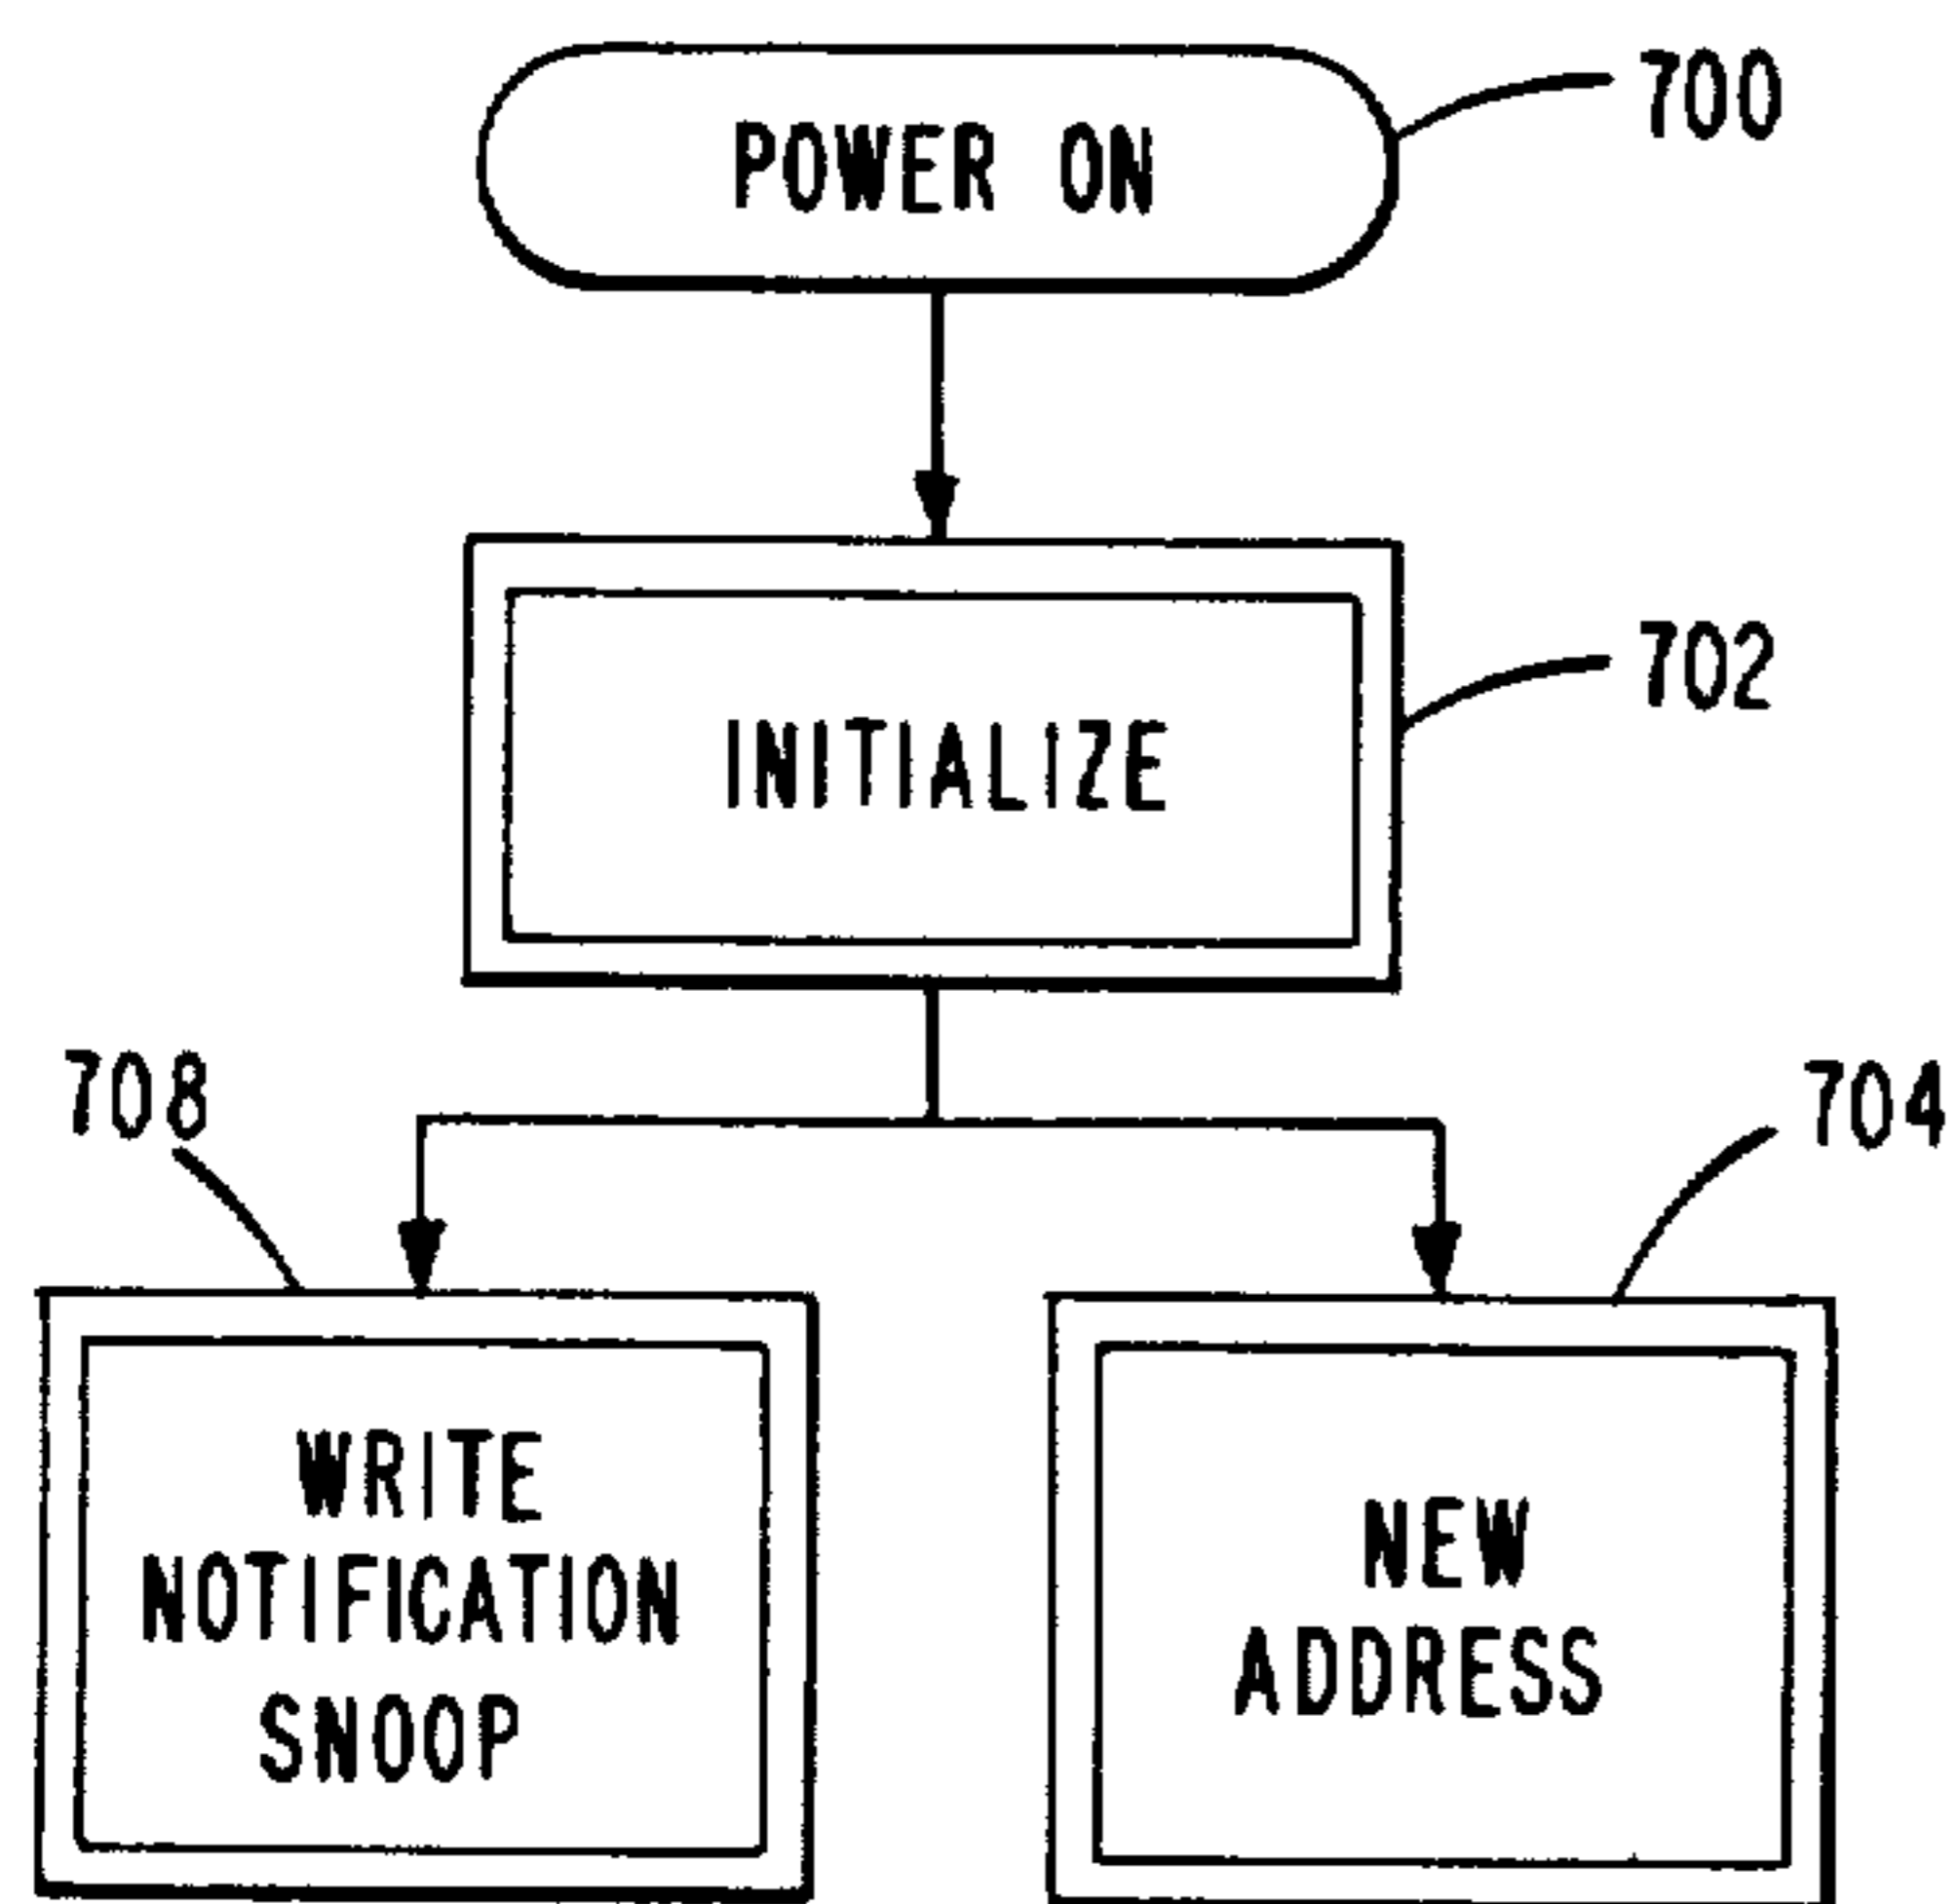 POWER ON
700
INITIALIZE
702
708
704
WRITE
NOTIFICATION
SNOOP
NEW
ADDRESS